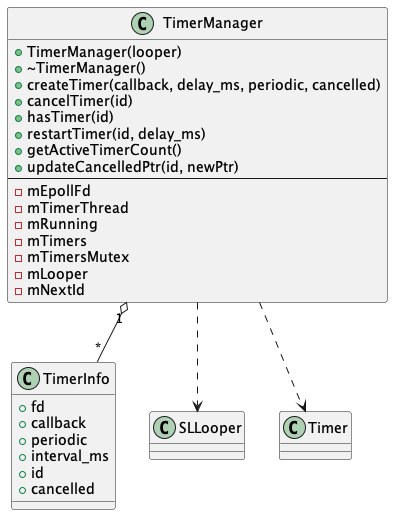 C TimerManager
TimerManager(looper)
~TimerManager()
createTimer(callback, delay_ms, periodic, cancelled)
cancelTimer(id)
hasTimer(id)
restartTimer(id, delay_ms)
getActiveTimerCount()
updateCancelledPtr(id, newPtr)
mEpollFd
mTimerThread
mRunning
mTimers
mTimersMutex
mLooper
mNextId
1
*
C TimerInfo
fd
callback
periodic
interval_ms
id
cancelled
C SLLooper
C Timer